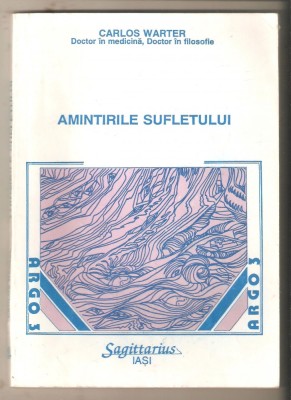 CARLOS WARTER
Doctor în medicină, Doctor în filosofie
AMINTIRILE SUFLETULUI
ARGO 3
ARGO 3
Sagittarius
IAȘI